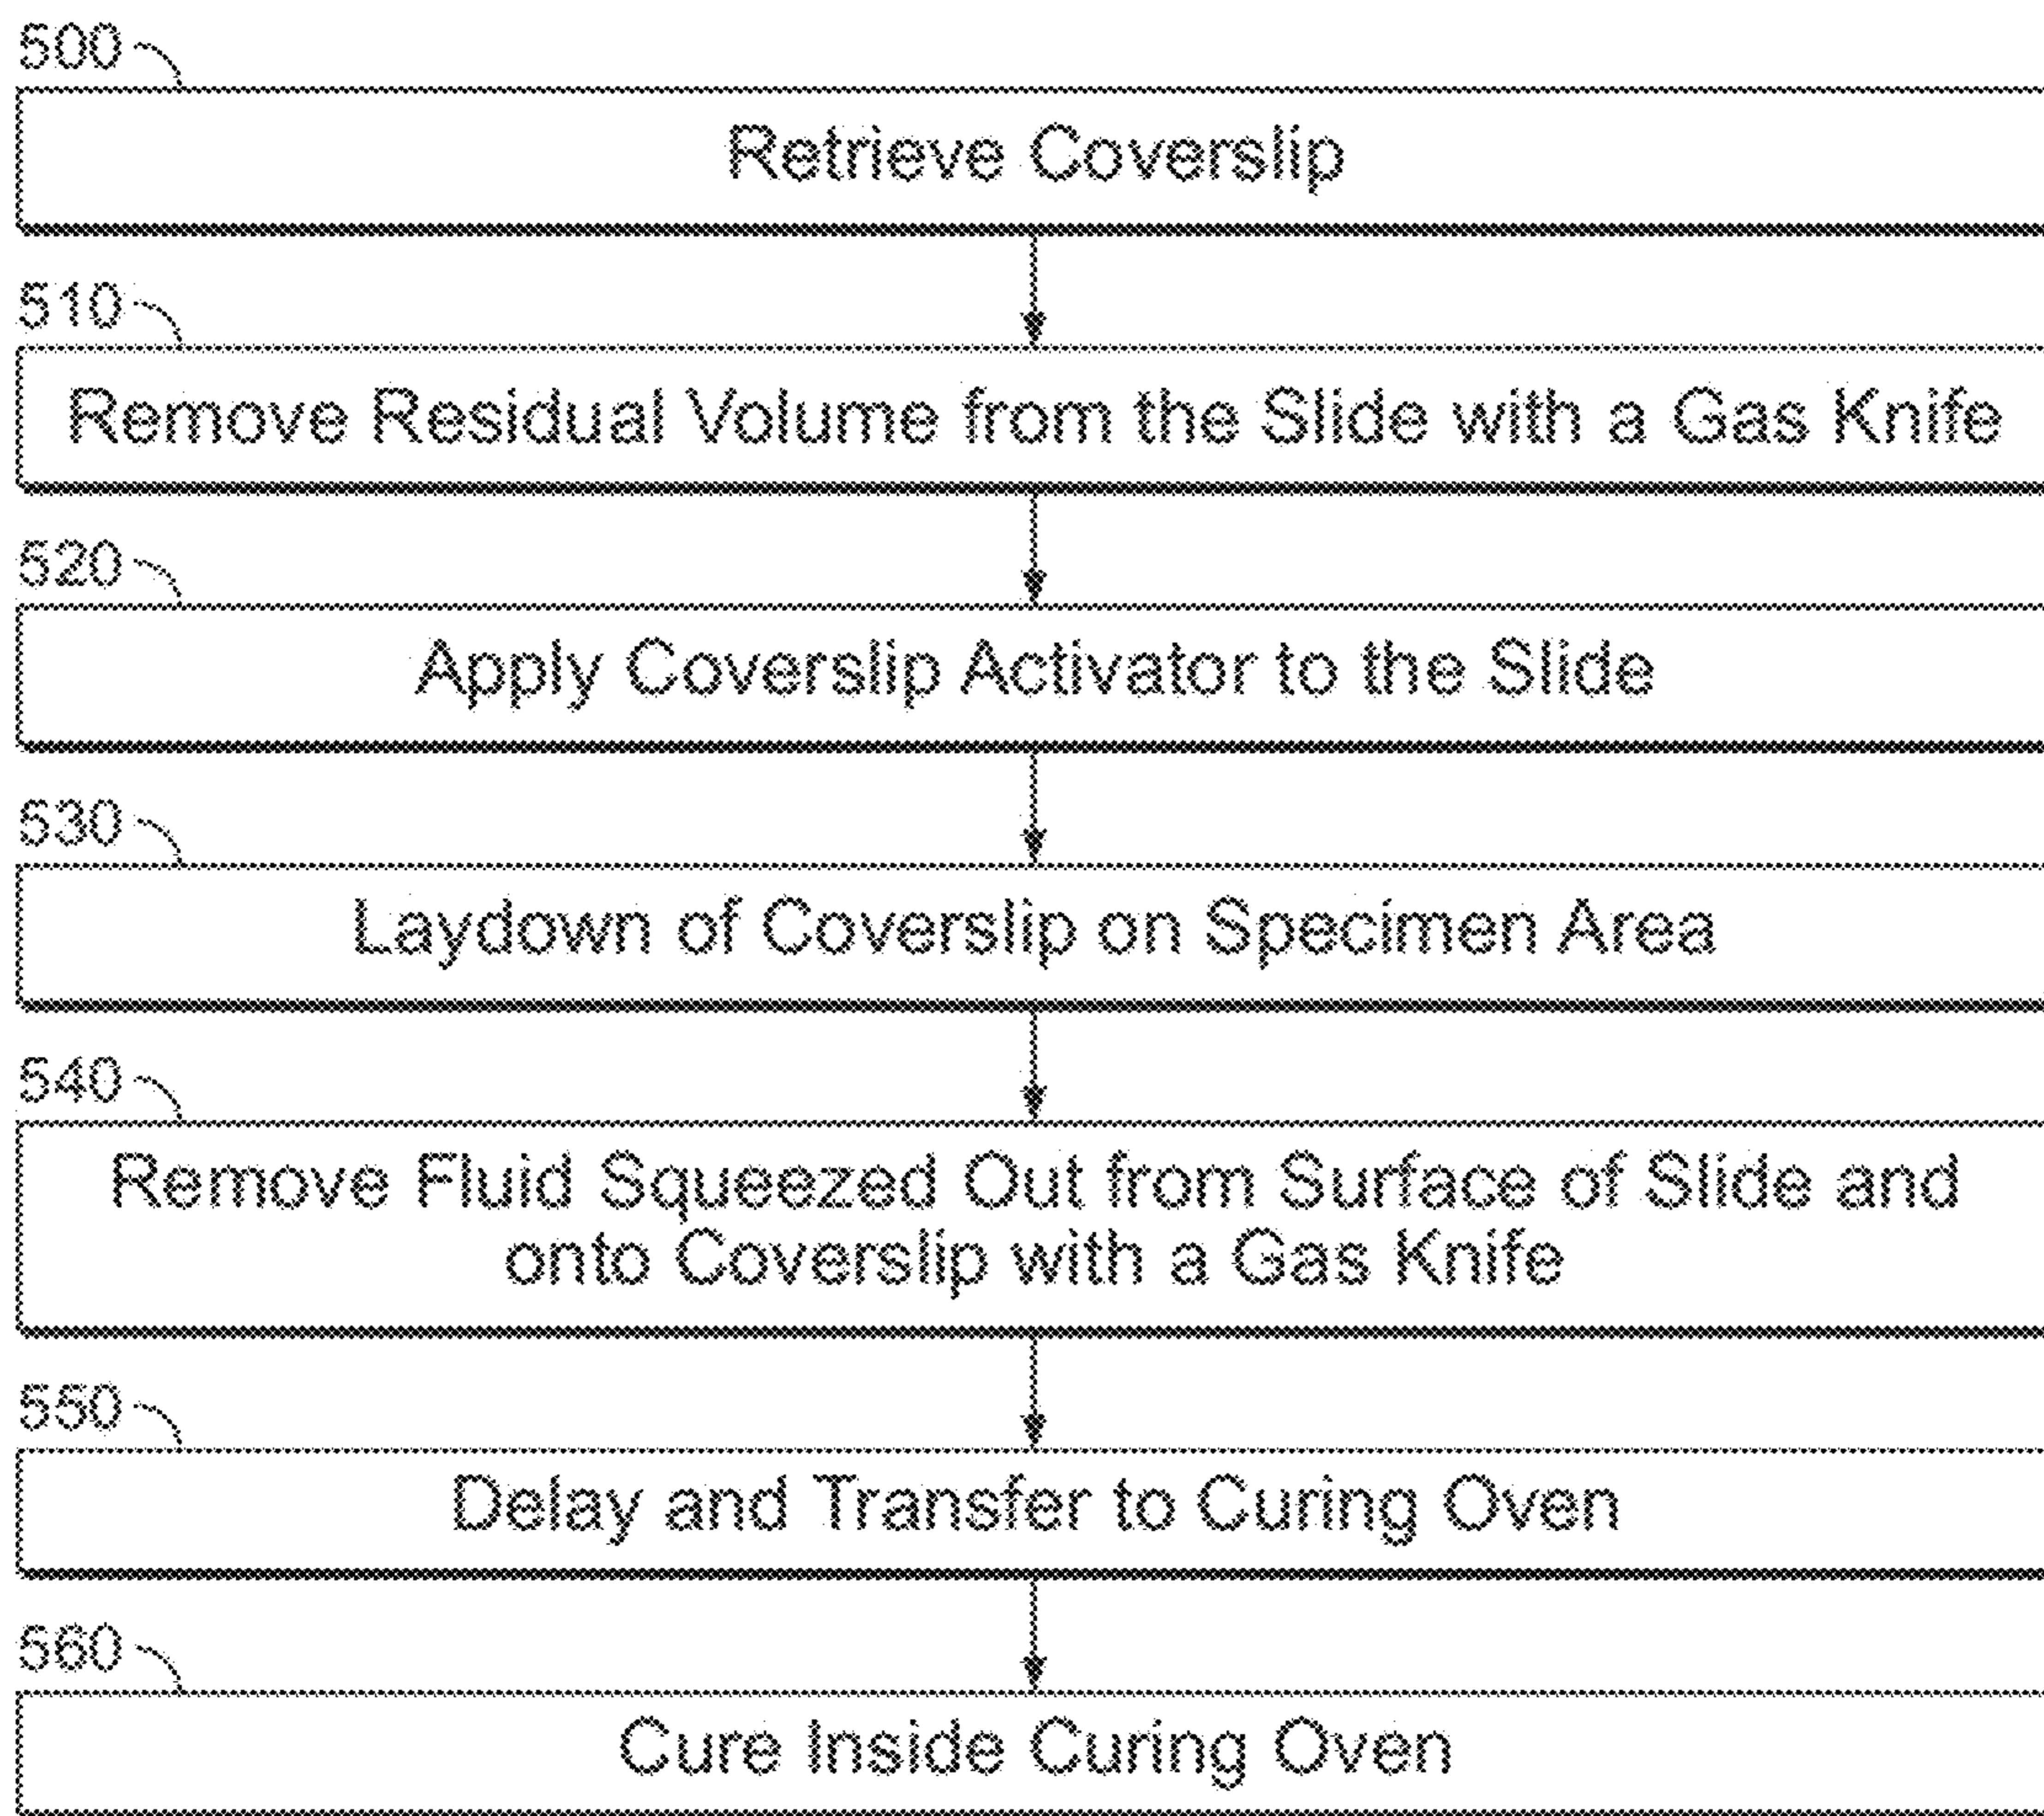 500
Retrieve Coverslip
510
Remove Residual Volume from the Slide with a Gas Knife
520
Apply Coverslip Activator to the Slide
530
Laydown of Coverslip on Specimen Area
540
Remove Fluid Squeezed Out from Surface of Slide and
onto Coverslip with a Gas Knife
550
Delay and Transfer to Curing Oven
560
Cure Inside Curing Oven